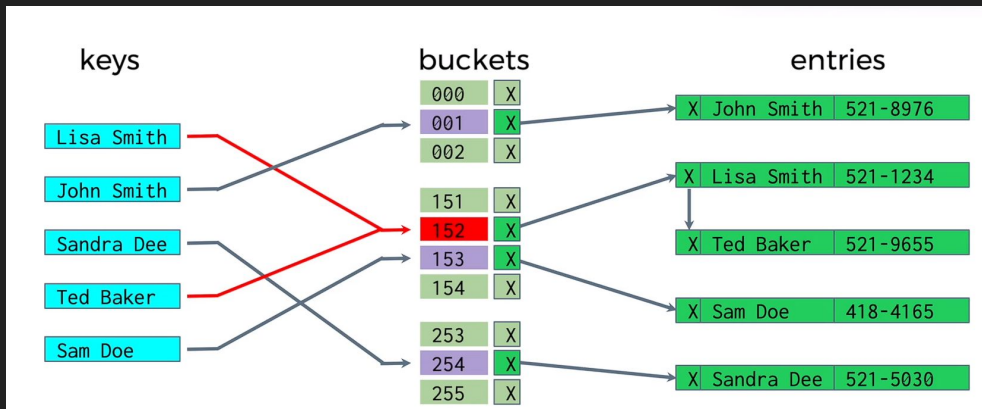 keys
buckets
entries
Lisa Smith
John Smith
Sandra Dee
Ted Baker
Sam Doe
000 X
001 X
002 X
151 X
152 X
153 X
154 X
253 X
254 X
255 X
X John Smith 521-8976
X Lisa Smith 521-1234
X Ted Baker 521-9655
X Sam Doe 418-4165
X Sandra Dee 521-5030